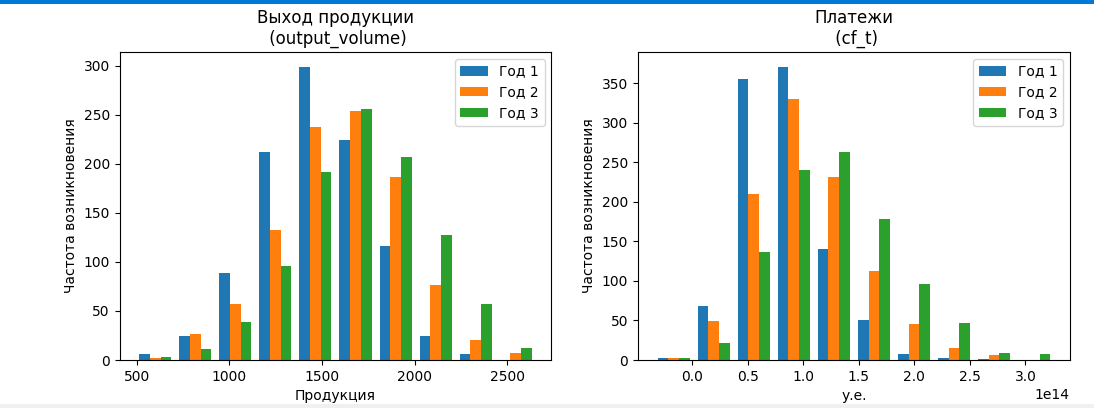 Выход продукции
(output_volume)
Частота возникновения
300
250
200
150
100
50
0
Год 1
Год 2
Год 3
500
1000
1500
2000
2500
Продукция
Платежи
(cf_t)
Частота возникновения
350
300
250
200
150
100
50
0
Год 1
Год 2
Год 3
0.0
0.5
1.0
1.5
2.0
2.5
3.0
1e14
у.е.